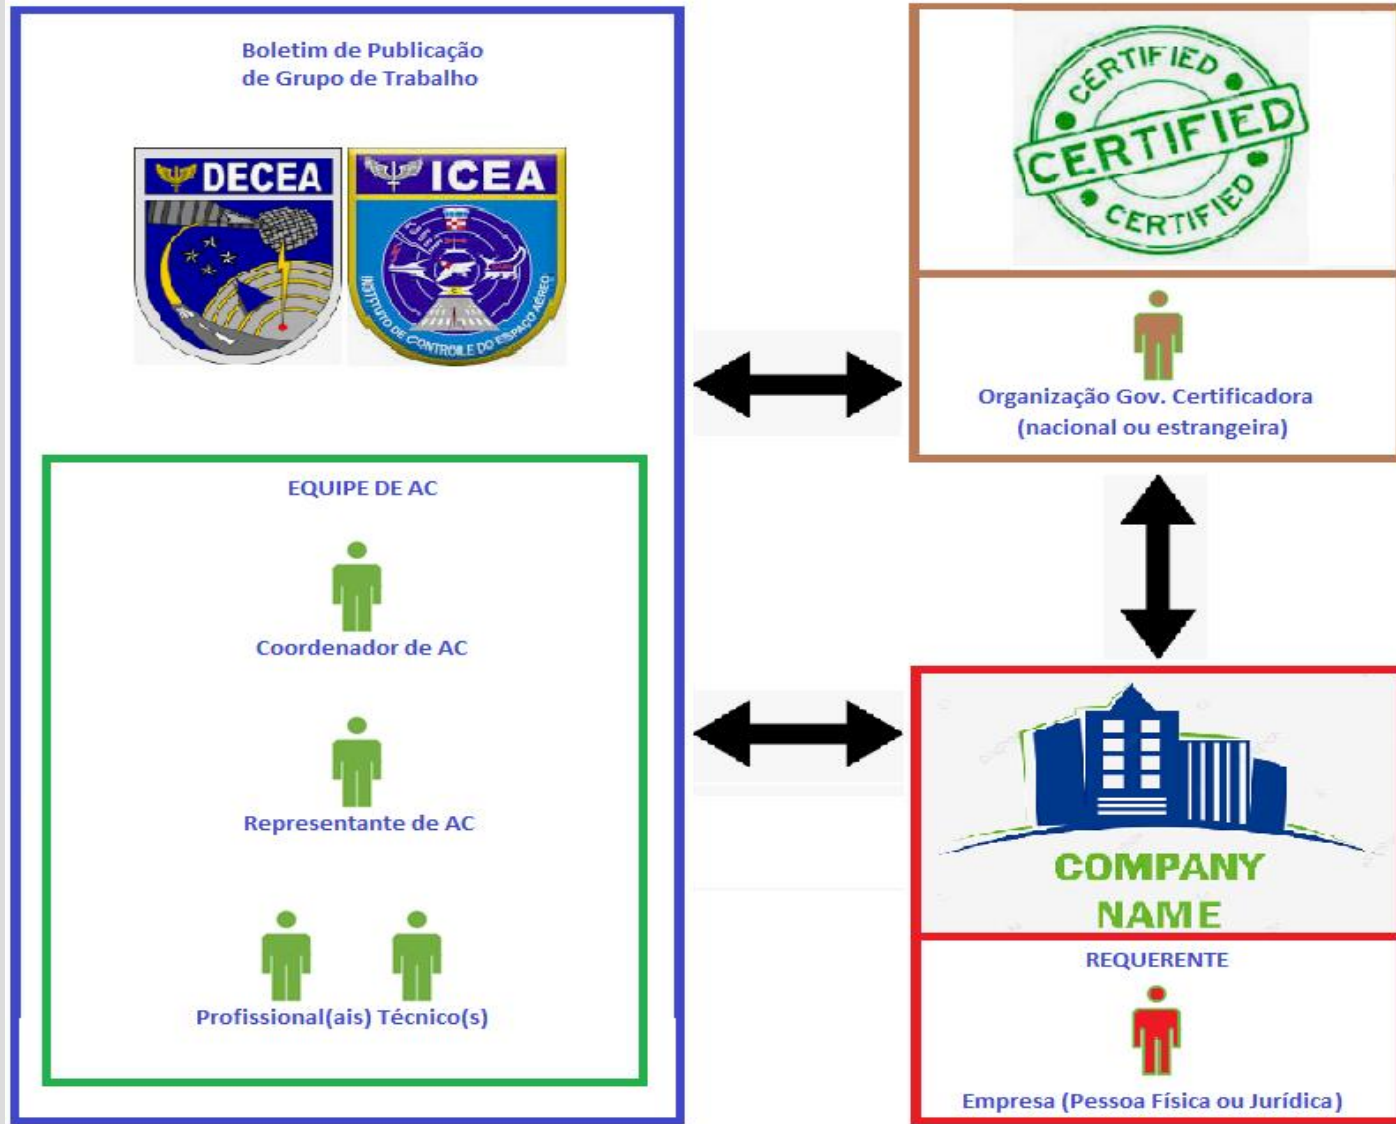 Boletim de Publicação
de Grupo de Trabalho
DECEA
ICEA
INSTITUTO DE CONTROLE DO ESPAÇO AÉREO
EQUIPE DE AC
Coordenador de AC
Representante de AC
Profissional(ais) Técnico(s)
CERTIFIED
CERTIFIED
CERTIFIED
Organização Gov. Certificadora
(nacional ou estrangeira)
COMPANY
NAME
REQUERENTE
Empresa (Pessoa Física ou Jurídica)